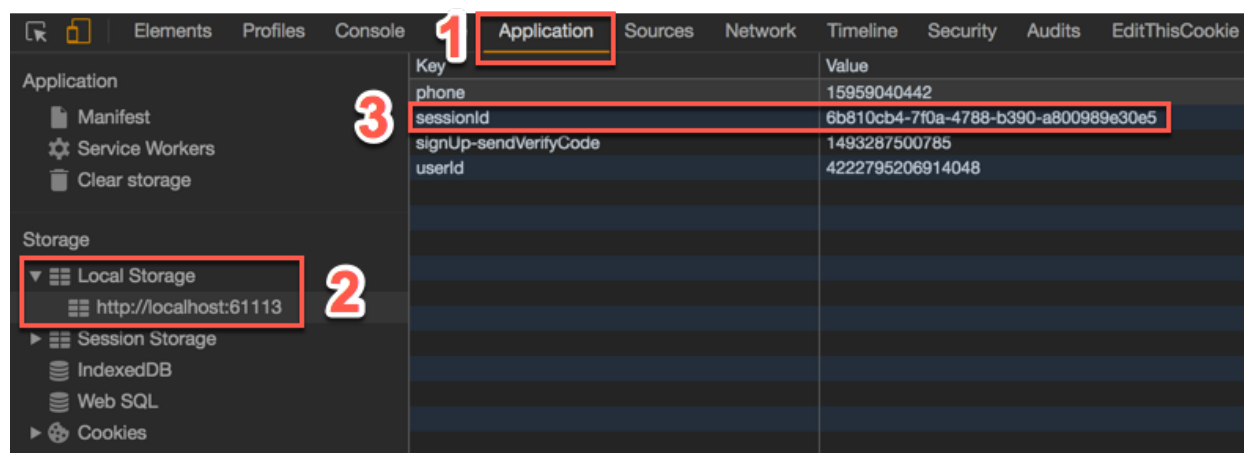 Elements Profiles Console 1 Application Sources Network Timeline Security Audits EditThisCookie
Application
Manifest
Service Workers
Clear storage
Storage
Local Storage
http://localhost:61113
2
Session Storage
IndexedDB
Web SQL
Cookies
Key Value
phone 15959040442
3 sessionId 6b810cb4-7f0a-4788-b390-a800989e30e5
signUp-sendVerifyCode 1493287500785
userId 4222795206914048